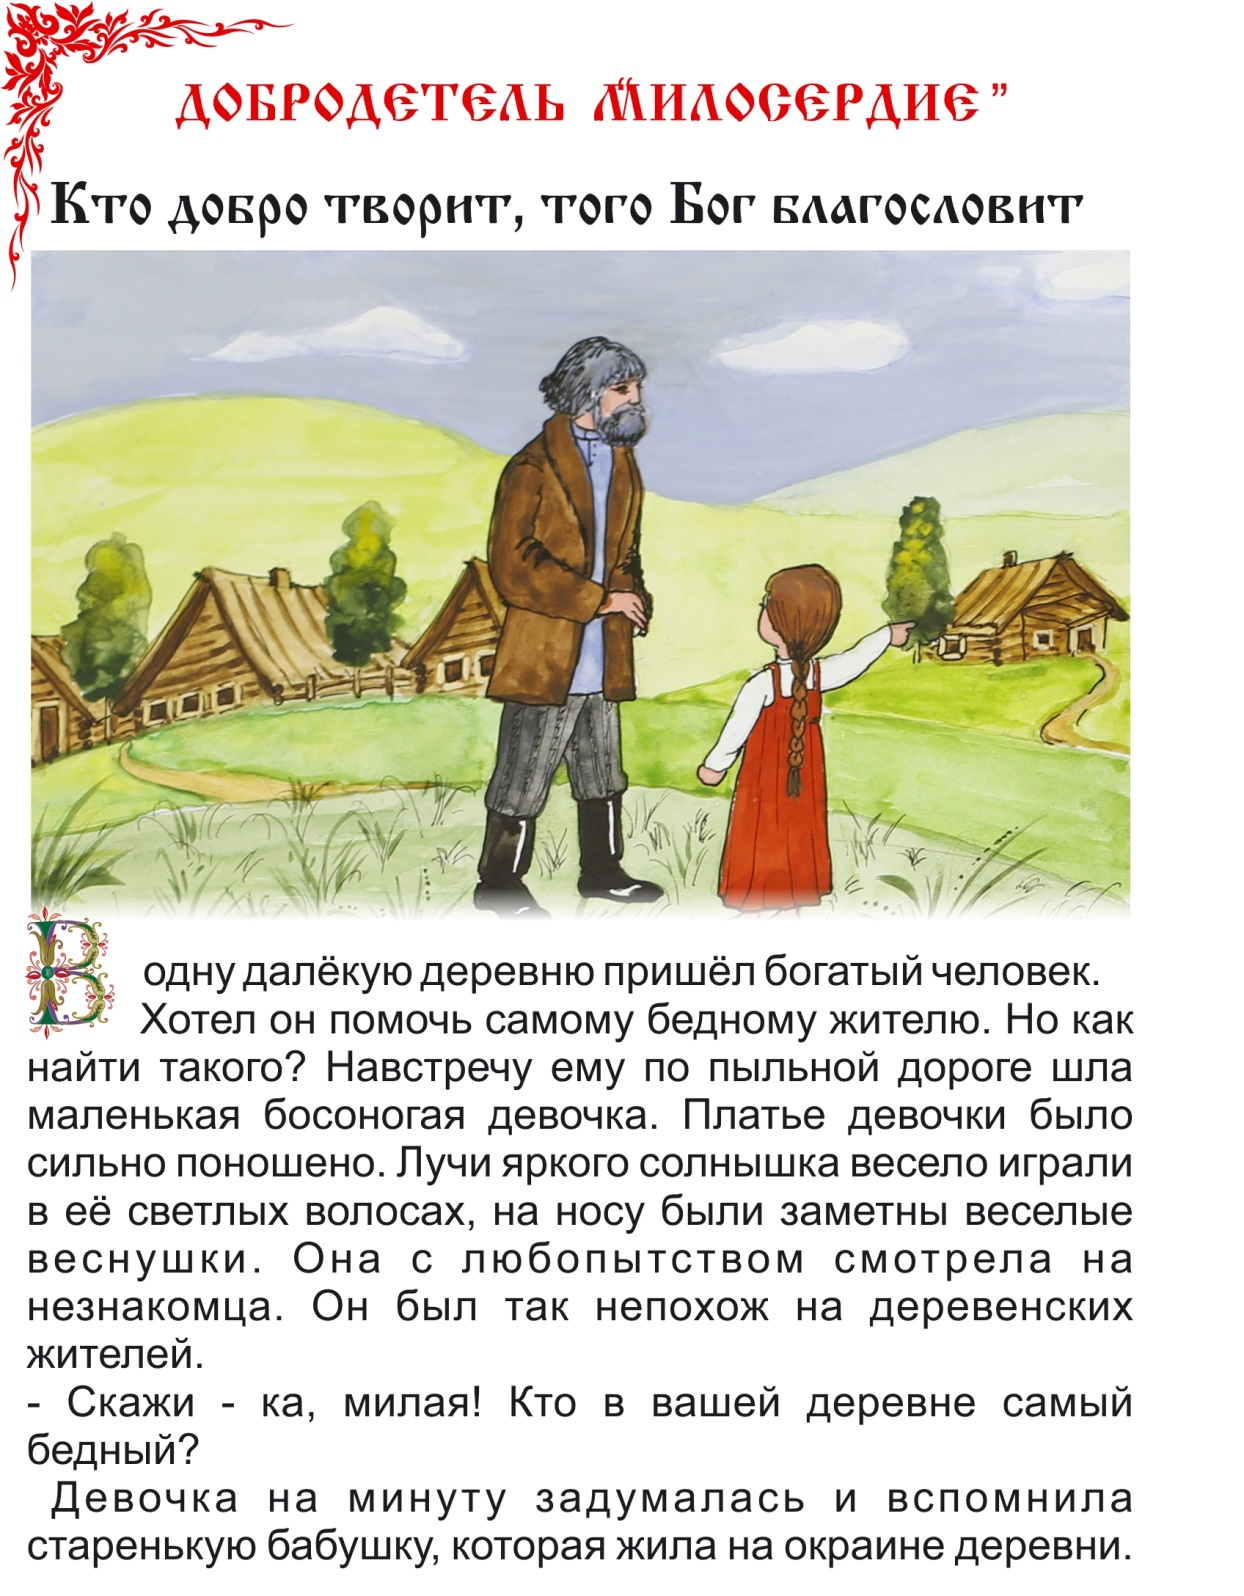 ДОБРОДЕТЕЛЬ “МИЛОСЕРДИЕ”
Кто добро творит, того Бог благословит
В одну далёкую деревню пришёл богатый человек.
Хотел он помочь самому бедному жителю. Но как
найти такого? Навстречу ему по пыльной дороге шла
маленькая босоногая девочка. Платье девочки было
сильно поношено. Лучи яркого солнышка весело играли
в её светлых волосах, на носу были заметны веселые
веснушки. Она с любопытством смотрела на
незнакомца. Он был так непохож на деревенских
жителей.
- Скажи - ка, милая! Кто в вашей деревне самый
бедный?
Девочка на минуту задумалась и вспомнила
старенькую бабушку, которая жила на окраине деревни.